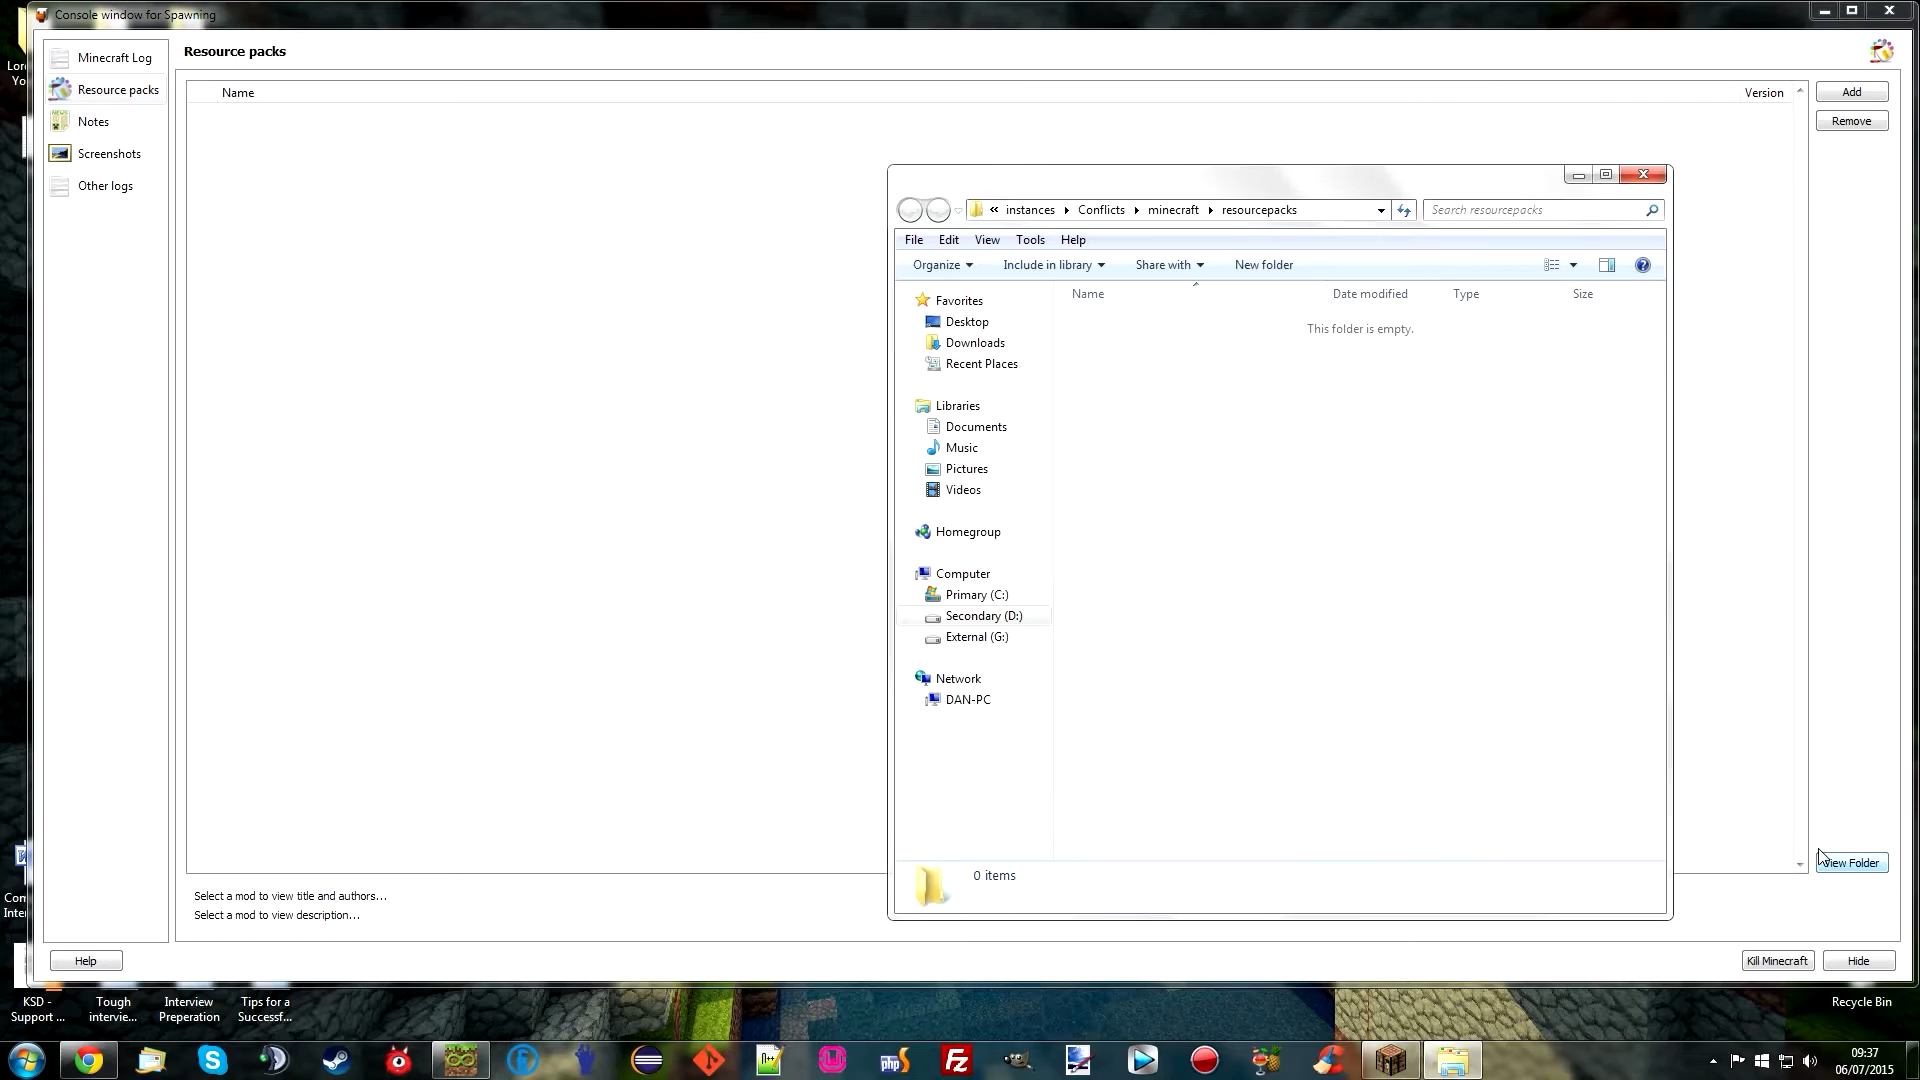 Console window for Spawning
Minecraft Log
Resource packs
Notes
Screenshots
Other logs
Resource packs
Name
Version
Add
Remove
« instances Conflicts minecraft resourcepacks
Search resourcepacks
File Edit View Tools Help
Organize Include in library Share with New folder
Favorites
Desktop
Downloads
Recent Places
Libraries
Documents
Music
Pictures
Videos
Homegroup
Computer
Primary (C:)
Secondary (D:)
External (G:)
Network
DAN-PC
Name Date modified Type Size
This folder is empty.
0 items
View Folder
Select a mod to view title and authors...
Select a mod to view description...
Help
Kill Minecraft
Hide
KSD -
Support ...
Tough
intervie...
Interview
Preperation
Tips for a
Successf...
Recycle Bin
php
FZ
09:37
06/07/2015